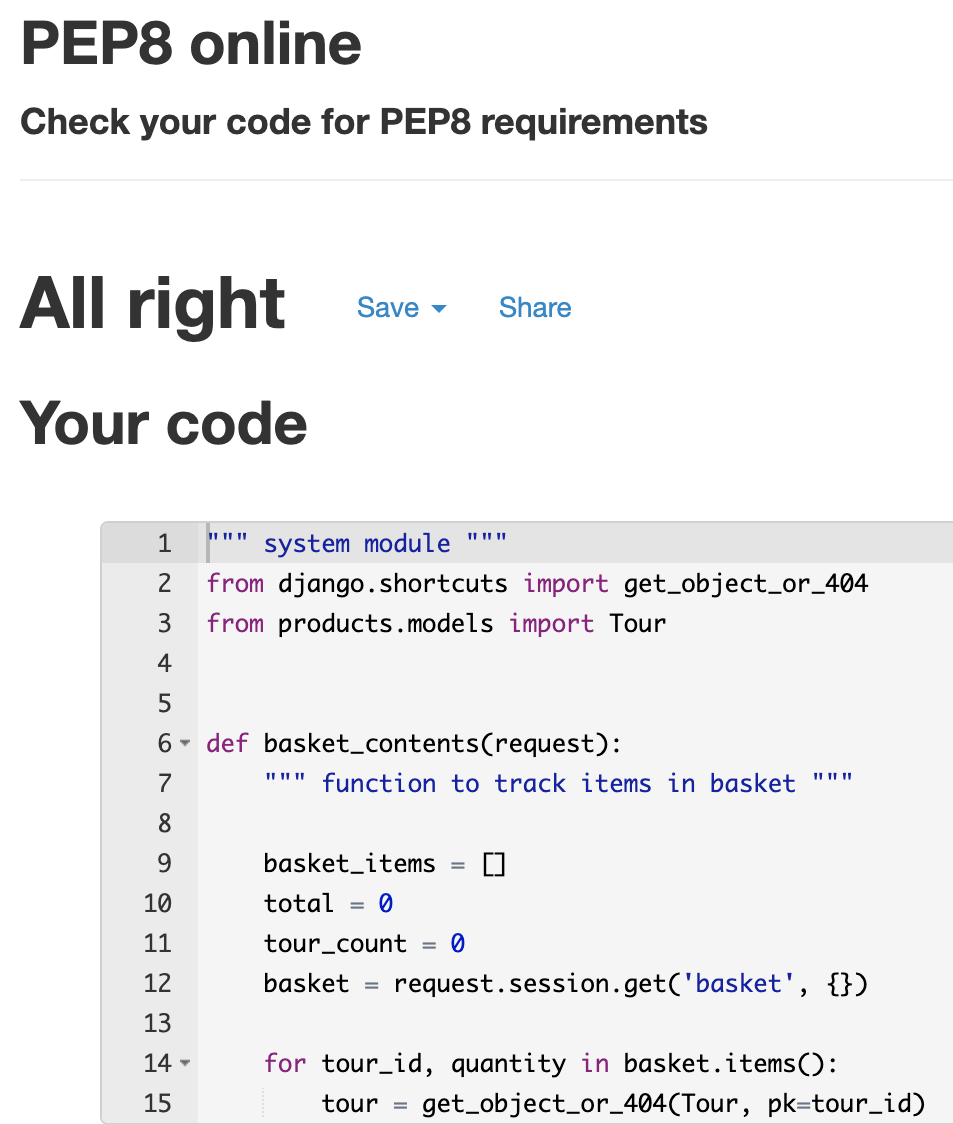 PEP8 online
Check your code for PEP8 requirements
All right Save Share
Your code
1 """ system module """
2 from django.shortcuts import get_object_or_404
3 from products.models import Tour
4
5
6 def basket_contents(request):
7     """ function to track items in basket """
8
9     basket_items = []
10     total = 0
11     tour_count = 0
12     basket = request.session.get('basket', {})
13
14     for tour_id, quantity in basket.items():
15         tour = get_object_or_404(Tour, pk=tour_id)